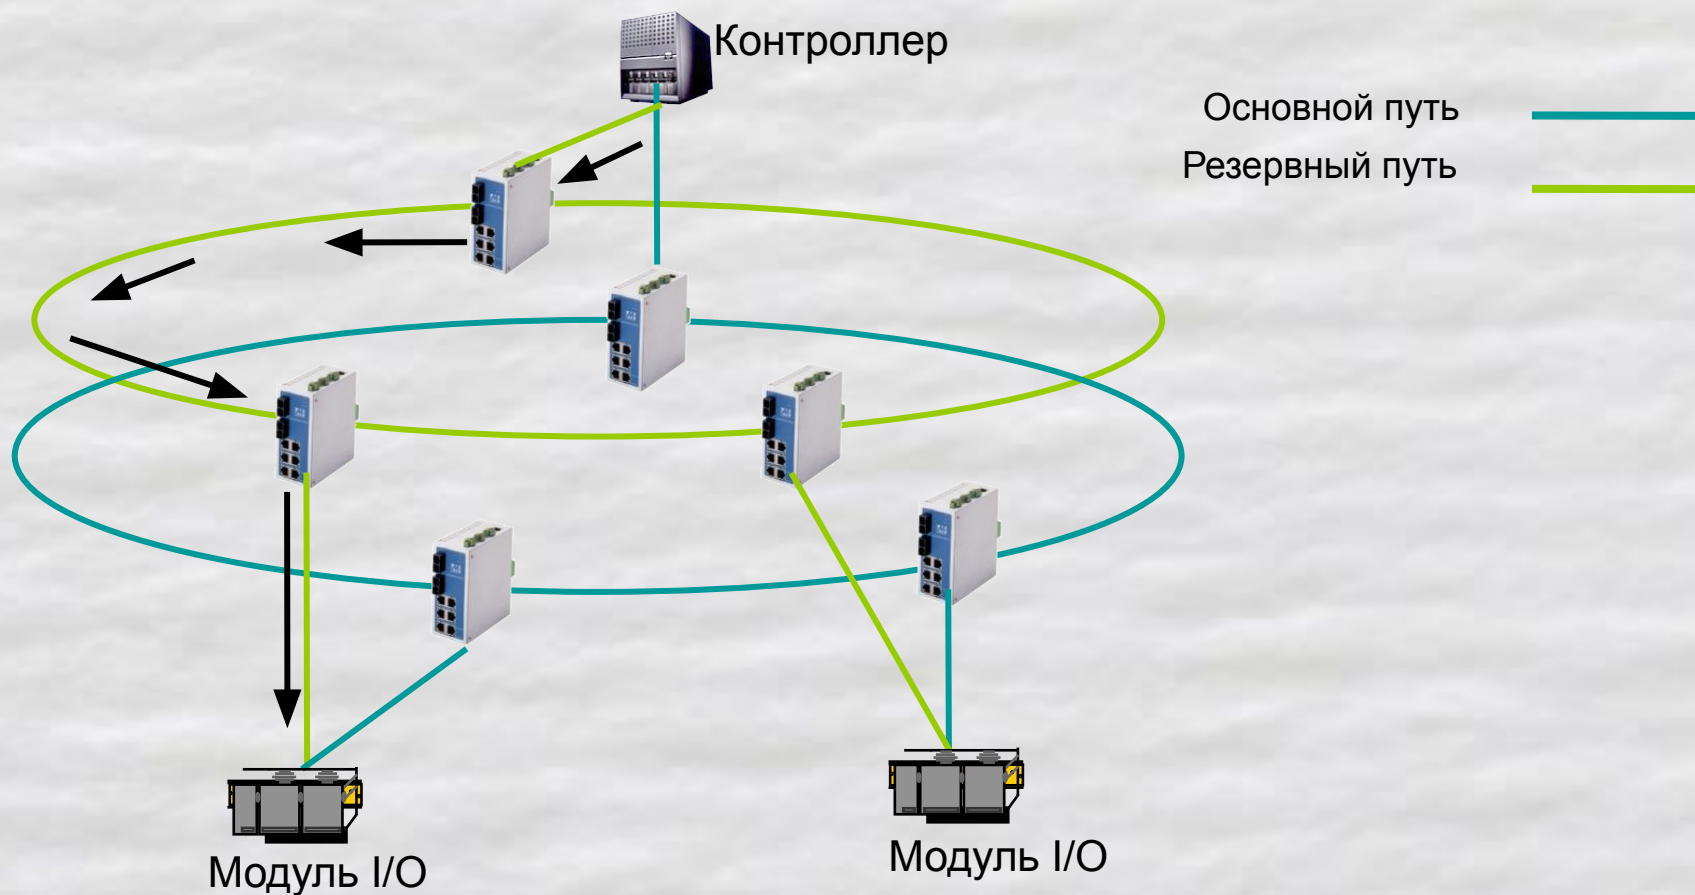 Контроллер
Основной путь
Резервный путь
Модуль I/O
Модуль I/O